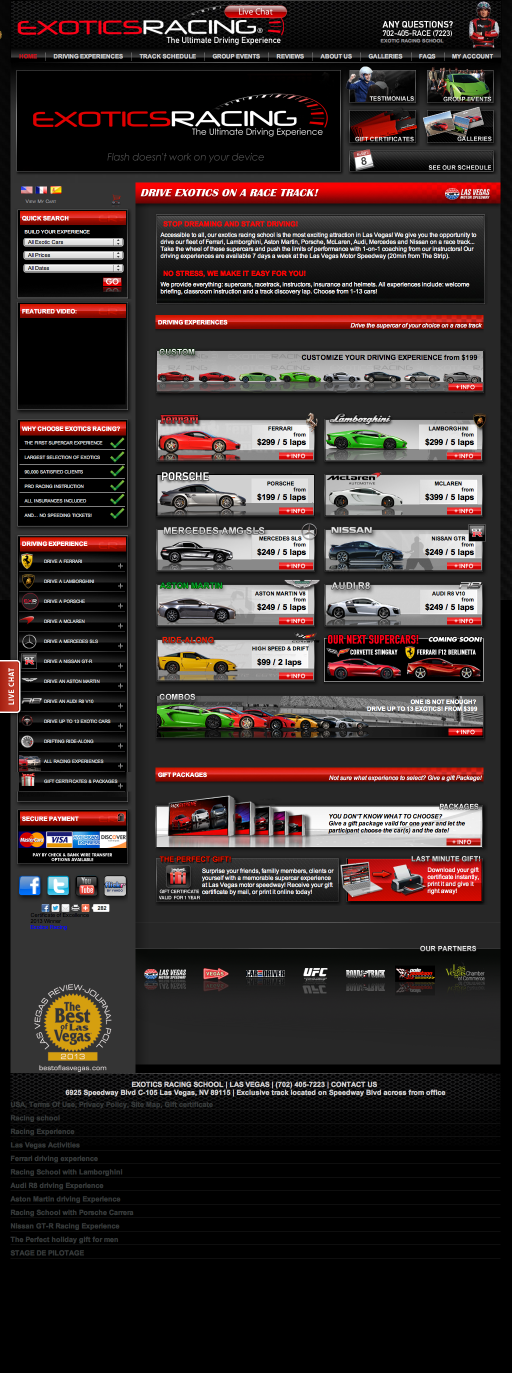 Live Chat
EXOTICSRACING®
The Ultimate Driving Experience
ANY QUESTIONS?
702-405-RACE (7223)
EXOTIC RACING SCHOOL
HOME
DRIVING EXPERIENCES
TRACK SCHEDULE
GROUP EVENTS
REVIEWS
ABOUT US
GALLERIES
FAQS
MY ACCOUNT
EXOTICSRACING
The Ultimate Driving Experience
Flash doesn't work on your device
TESTIMONIALS
GROUP EVENTS
GIFT CERTIFICATES
GALLERIES
8
SEE OUR SCHEDULE
View My Cart
QUICK SEARCH
BUILD YOUR EXPERIENCE
All Exotic Cars
All Prices
All Dates
GO
FEATURED VIDEO:
WHY CHOOSE EXOTICS RACING?
THE FIRST SUPERCAR EXPERIENCE
LARGEST SELECTION OF EXOTICS
90,000 SATISFIED CLIENTS
PRO RACING INSTRUCTION
ALL INSURANCES INCLUDED
AND... NO SPEEDING TICKETS!
DRIVING EXPERIENCE
DRIVE A FERRARI
DRIVE A LAMBORGHINI
DRIVE A PORSCHE
DRIVE A MCLAREN
DRIVE A MERCEDES SLS
DRIVE A NISSAN GT-R
DRIVE AN ASTON MARTIN
DRIVE AN AUDI R8 V10
DRIVE UP TO 13 EXOTIC CARS
DRIFTING RIDE-ALONG
ALL RACING EXPERIENCES
GIFT CERTIFICATES & PACKAGES
LIVE CHAT
SECURE PAYMENT
MasterCard
VISA
DISCOVER
PAY BY CHECK & BANK WIRE TRANSFER
OPTIONS AVAILABLE
You Tube
282
Certificate of Excellence
2013 Winner
Exotics Racing
LAS VEGAS REVIEW-JOURNAL POLL
The Best of Las Vegas
2013
bestoflasvegas.com
DRIVE EXOTICS ON A RACE TRACK!
LAS VEGAS
MOTOR SPEEDWAY
STOP DREAMING AND START DRIVING!
Accessible to all, our exotics racing school is the most exciting attraction in Las Vegas! We give you the opportunity to
drive our fleet of Ferrari, Lamborghini, Aston Martin, Porsche, McLaren, Audi, Mercedes and Nissan on a race track...
Take the wheel of these supercars and push the limits of performance with 1-on-1 coaching from our instructors! Our
driving experiences are available 7 days a week at the Las Vegas Motor Speedway (20min from The Strip).
NO STRESS, WE MAKE IT EASY FOR YOU!
We provide everything: supercars, racetrack, instructors, insurance and helmets. All experiences include: welcome
briefing, classroom instruction and a track discovery lap. Choose from 1-13 cars!
DRIVING EXPERIENCES
Drive the supercar of your choice on a race track
CUSTOM
CUSTOMIZE YOUR DRIVING EXPERIENCE from $199
+ INFO
Ferrari
FERRARI
from
$299 / 5 laps
+ INFO
Lamborghini
LAMBORGHINI
from
$299 / 5 laps
+ INFO
PORSCHE
PORSCHE
from
$199 / 5 laps
+ INFO
McLaren
AUTOMOTIVE
MCLAREN
from
$399 / 5 laps
+ INFO
MERCEDES AMG SLS
MERCEDES SLS
from
$249 / 5 laps
+ INFO
NISSAN
NISSAN GTR
from
$249 / 5 laps
+ INFO
ASTON MARTIN
ASTON MARTIN V8
from
$249 / 5 laps
+ INFO
AUDI R8
AUDI R8 V10
from
$249 / 5 laps
+ INFO
RIDE ALONG
HIGH SPEED & DRIFT
$99 / 2 laps
+ INFO
OUR NEXT SUPERCARS!
COMING SOON!
CORVETTE STINGRAY
FERRARI F12 BERLINETTA
COMBOS
ONE IS NOT ENOUGH?
DRIVE UP TO 13 EXOTICS! FROM $399
+ INFO
GIFT PACKAGES
Not sure what experience to select? Give a gift Package!
PACKAGES
YOU DON'T KNOW WHAT TO CHOOSE?
Give a gift package valid for one year and let the
participant choose the car(s) and the date!
+ INFO
THE PERFECT GIFT!
Surprise your friends, familiy members, clients or
yourself with a memorable supercar experience
at Las Vegas motor speedway! Receive your gift
certificate by mail, or print it online today!
GIFT CERTIFICATE
VALID FOR 1 YEAR
LAST MINUTE GIFT!
Download your gift
certificate instantly,
print it and give it
right away!
OUR PARTNERS
LAS VEGAS
MOTOR SPEEDWAY
VEGAS
CAR and DRIVER
UFC
ROAD & TRACK
Las Vegas
Chamber
of Commerce
EXOTICS RACING SCHOOL | LAS VEGAS | (702) 405-7223 | CONTACT US
6925 Speedway Blvd C-105 Las Vegas, NV 89115 | Exclusive track located on Speedway Blvd across from office
USA, Terms Of Use, Privacy Policy, Site Map, Gift certificate
Racing school
Racing Experience
Las Vegas Activities
Ferrari driving experience
Racing School with Lamborghini
Audi R8 driving Experience
Aston Martin driving Experience
Racing School with Porsche Carrera
Nissan GT-R Racing Experience
The Perfect holiday gift for men
STAGE DE PILOTAGE